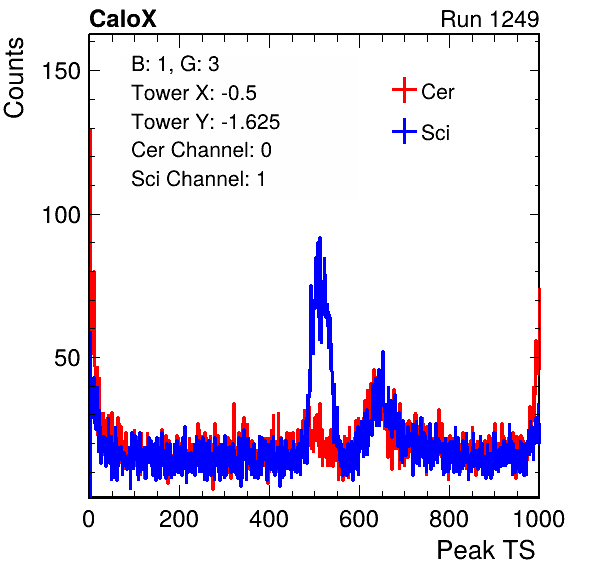 CaloX Run 1249
Counts
150
100
50
B: 1, G: 3
Tower X: -0.5
Tower Y: -1.625
Cer Channel: 0
Sci Channel: 1
Cer
Sci
0 200 400 600 800 1000
Peak TS